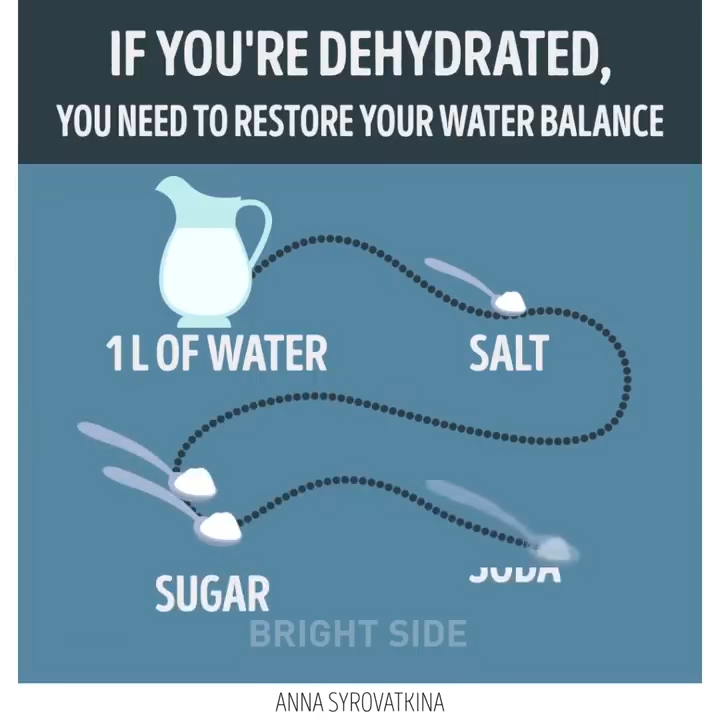 IF YOU'RE DEHYDRATED,
YOU NEED TO RESTORE YOUR WATER BALANCE
1 L OF WATER
SALT
SUGAR
SODA
BRIGHT SIDE
ANNA SYROVATKINA